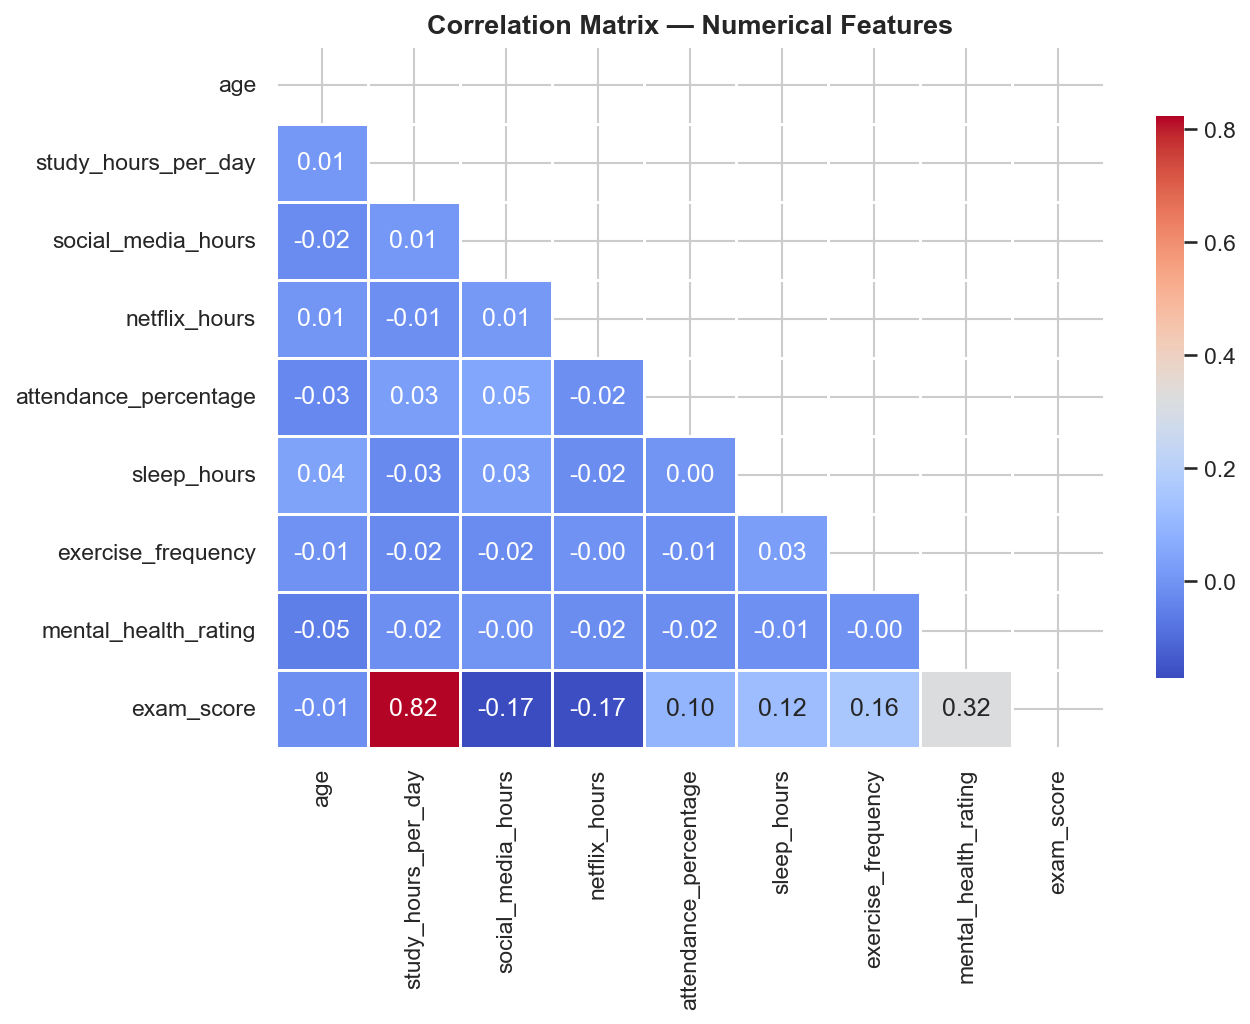 Correlation Matrix — Numerical Features
age
study_hours_per_day
0.01
social_media_hours
-0.02 0.01
netflix_hours
0.01 -0.01 0.01
attendance_percentage
-0.03 0.03 0.05 -0.02
sleep_hours
0.04 -0.03 0.03 -0.02 0.00
exercise_frequency
-0.01 -0.02 -0.02 -0.00 -0.01 0.03
mental_health_rating
-0.05 -0.02 -0.00 -0.02 -0.02 -0.01 -0.00
exam_score
-0.01 0.82 -0.17 -0.17 0.10 0.12 0.16 0.32
age
study_hours_per_day
social_media_hours
netflix_hours
attendance_percentage
sleep_hours
exercise_frequency
mental_health_rating
exam_score
0.8
0.6
0.4
0.2
0.0